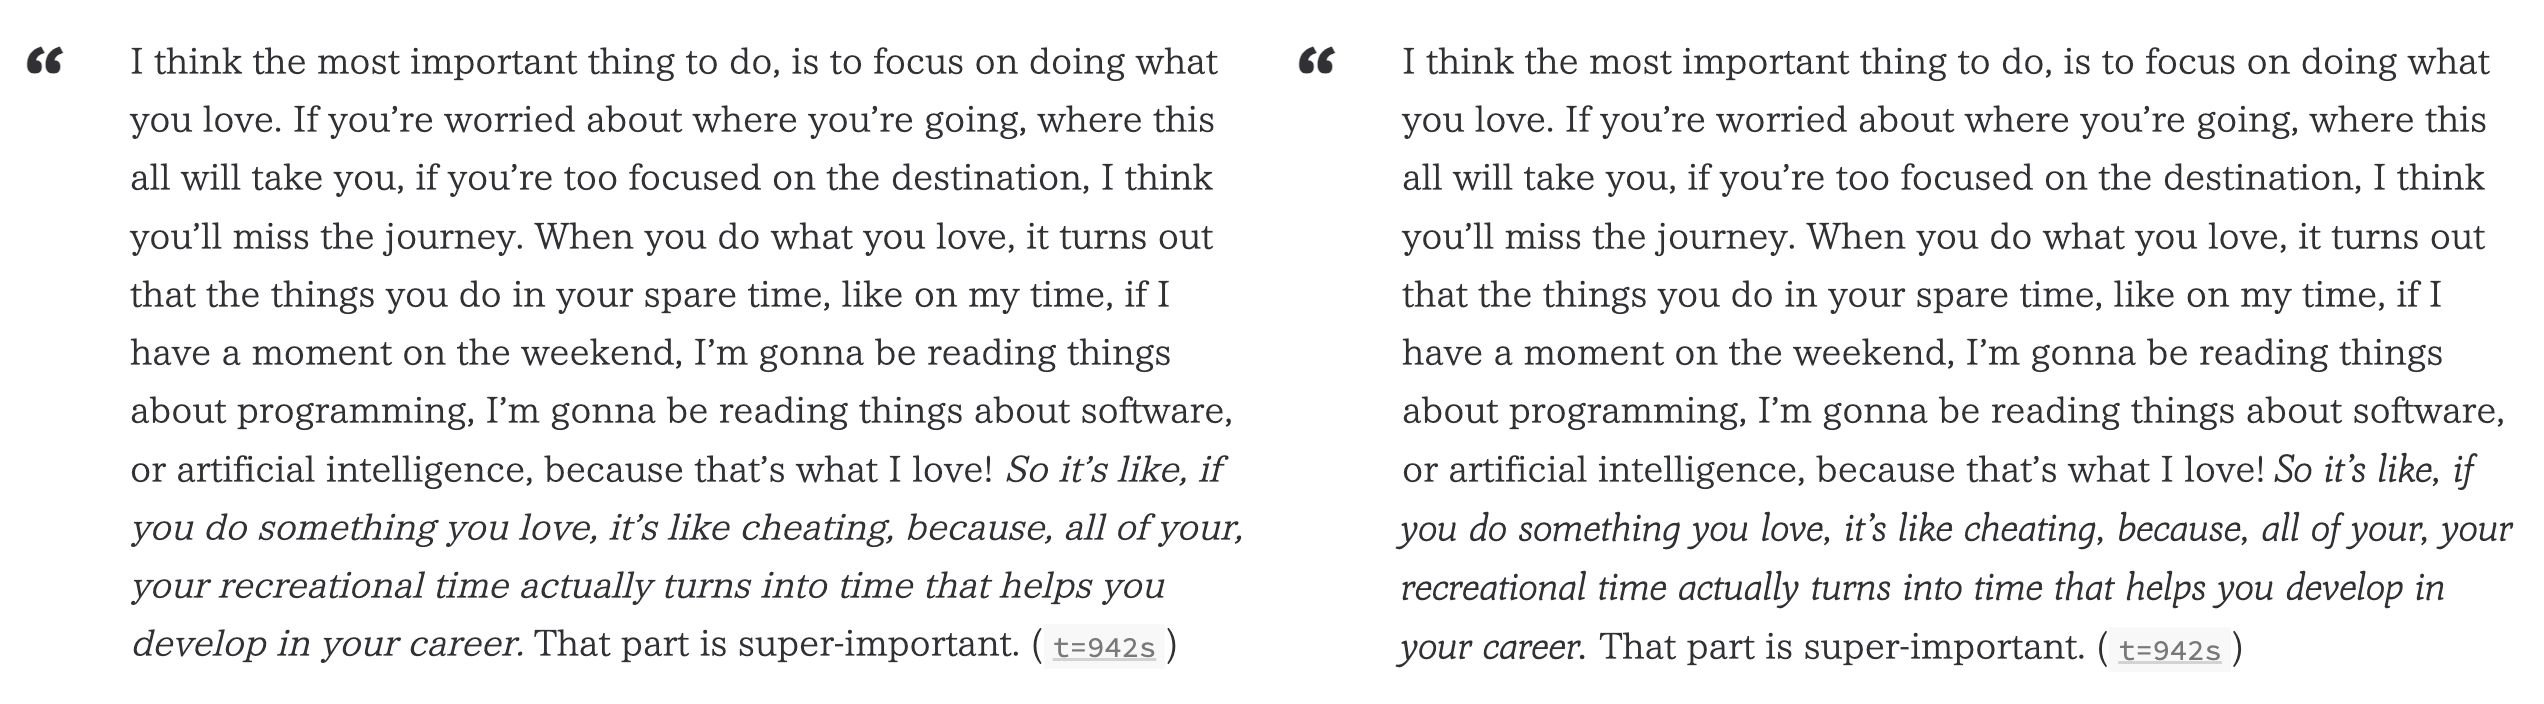 “ I think the most important thing to do, is to focus on doing what
you love. If you’re worried about where you’re going, where this
all will take you, if you’re too focused on the destination, I think
you’ll miss the journey. When you do what you love, it turns out
that the things you do in your spare time, like on my time, if I
have a moment on the weekend, I’m gonna be reading things
about programming, I’m gonna be reading things about software,
or artificial intelligence, because that’s what I love! So it’s like, if
you do something you love, it’s like cheating, because, all of your,
your recreational time actually turns into time that helps you
develop in your career. That part is super-important. (t=942s)
“ I think the most important thing to do, is to focus on doing what
you love. If you’re worried about where you’re going, where this
all will take you, if you’re too focused on the destination, I think
you’ll miss the journey. When you do what you love, it turns out
that the things you do in your spare time, like on my time, if I
have a moment on the weekend, I’m gonna be reading things
about programming, I’m gonna be reading things about software,
or artificial intelligence, because that’s what I love! So it’s like, if
you do something you love, it’s like cheating, because, all of your, your
recreational time actually turns into time that helps you develop in
your career. That part is super-important. (t=942s)